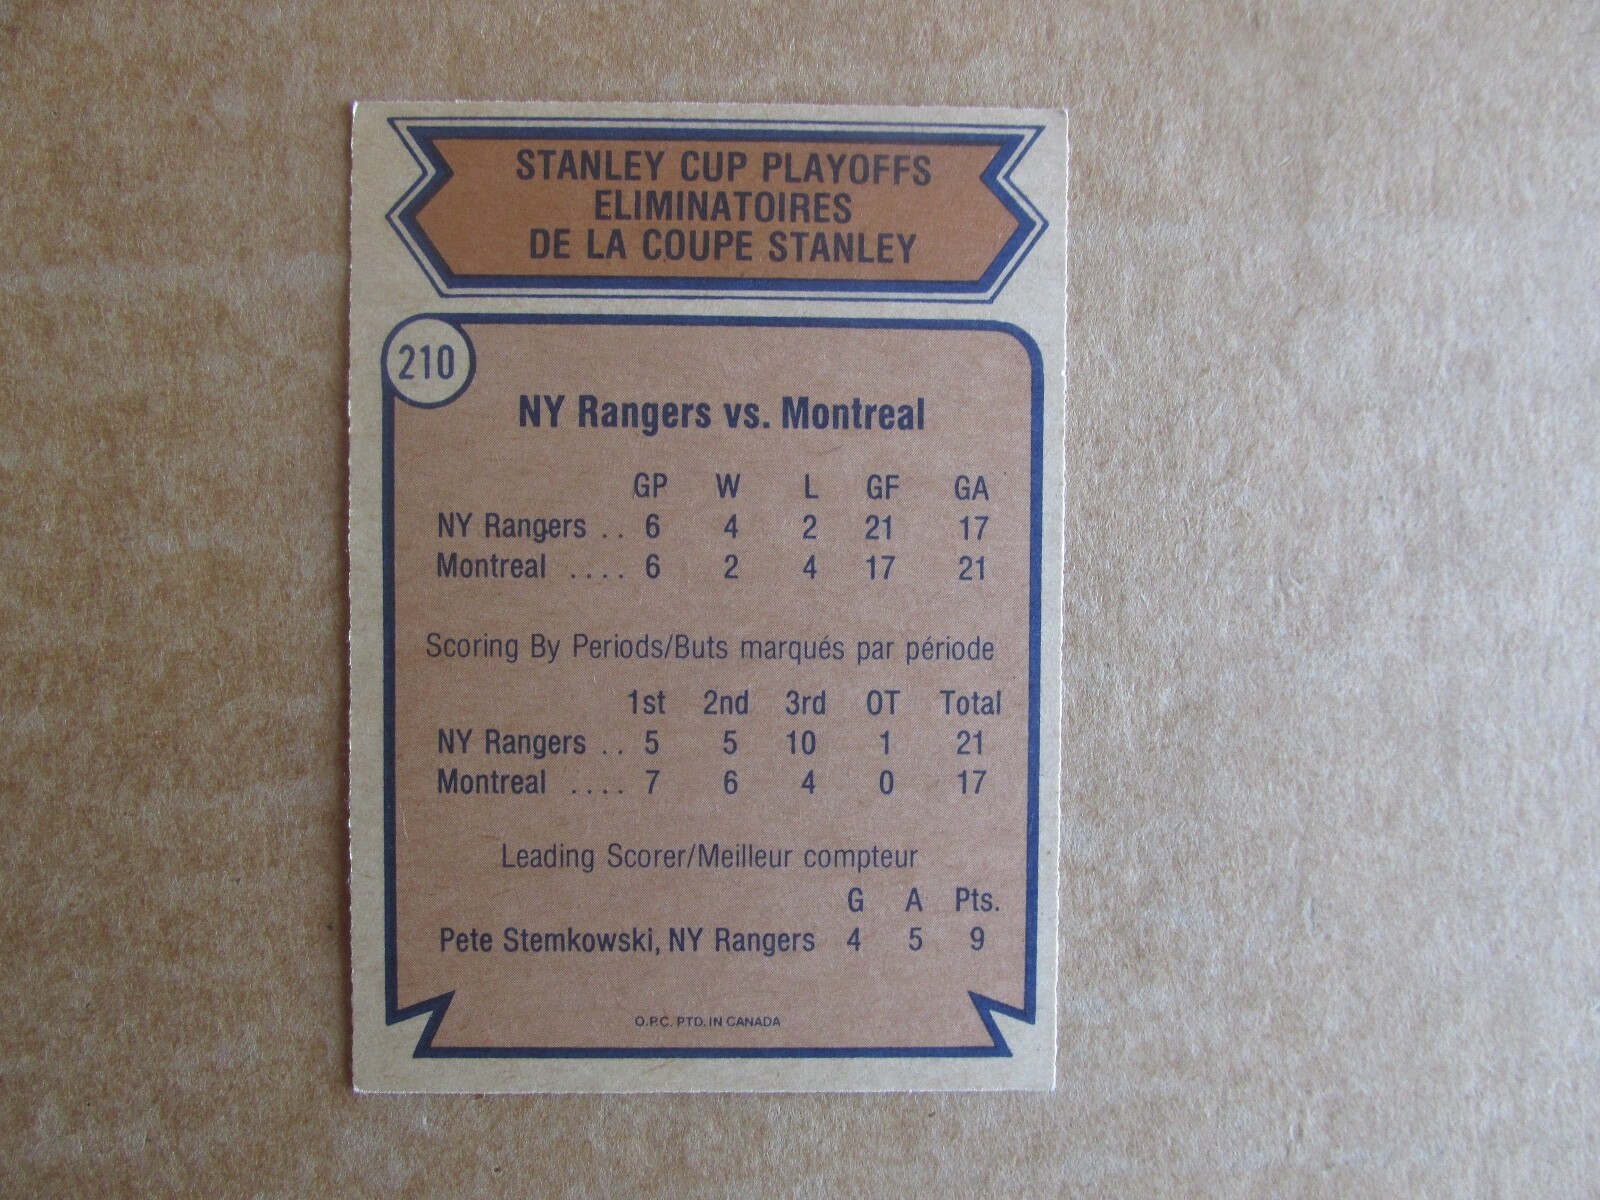 STANLEY CUP PLAYOFFS
ELIMINATOIRES
DE LA COUPE STANLEY
210
NY Rangers vs. Montreal
GP W L GF GA
NY Rangers .. 6 4 2 21 17
Montreal .... 6 2 4 17 21
Scoring By Periods/Buts marqués par période
1st 2nd 3rd OT Total
NY Rangers .. 5 5 10 1 21
Montreal .... 7 6 4 0 17
Leading Scorer/Meilleur compteur
G A Pts.
Pete Stemkowski, NY Rangers 4 5 9
O.P.C. PTD. IN CANADA